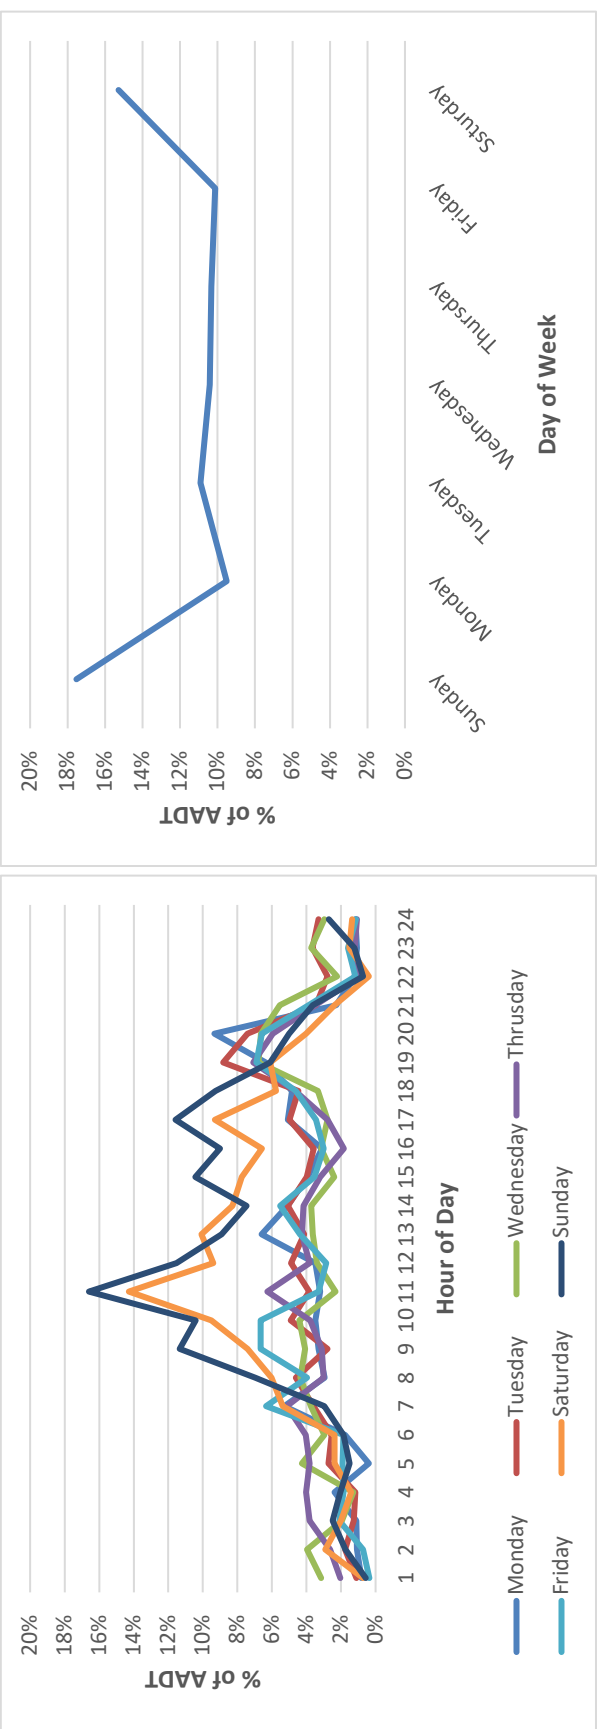 20%
18%
16%
14%
12%
10%
8%
6%
4%
2%
0%
% of AADT
1 2 3 4 5 6 7 8 9 10 11 12 13 14 15 16 17 18 19 20 21 22 23 24
Hour of Day
Monday Tuesday Wednesday Thrusday
Friday Saturday Sunday
20%
18%
16%
14%
12%
10%
8%
6%
4%
2%
0%
% of AADT
Sunday Monday Tuesday Wednesday Thursday Friday Ssturday
Day of Week